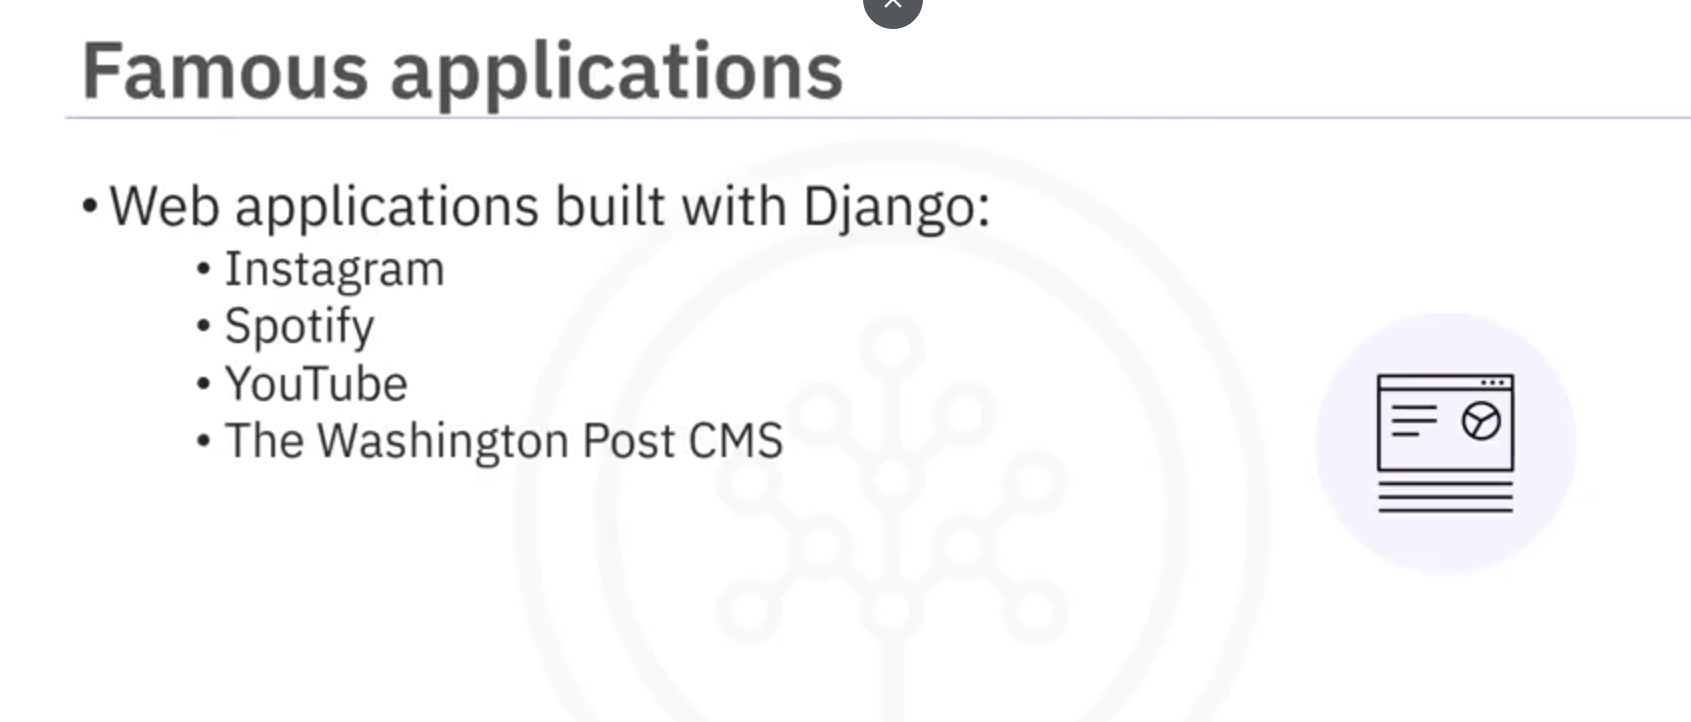 Famous applications
• Web applications built with Django:
• Instagram
• Spotify
• YouTube
• The Washington Post CMS